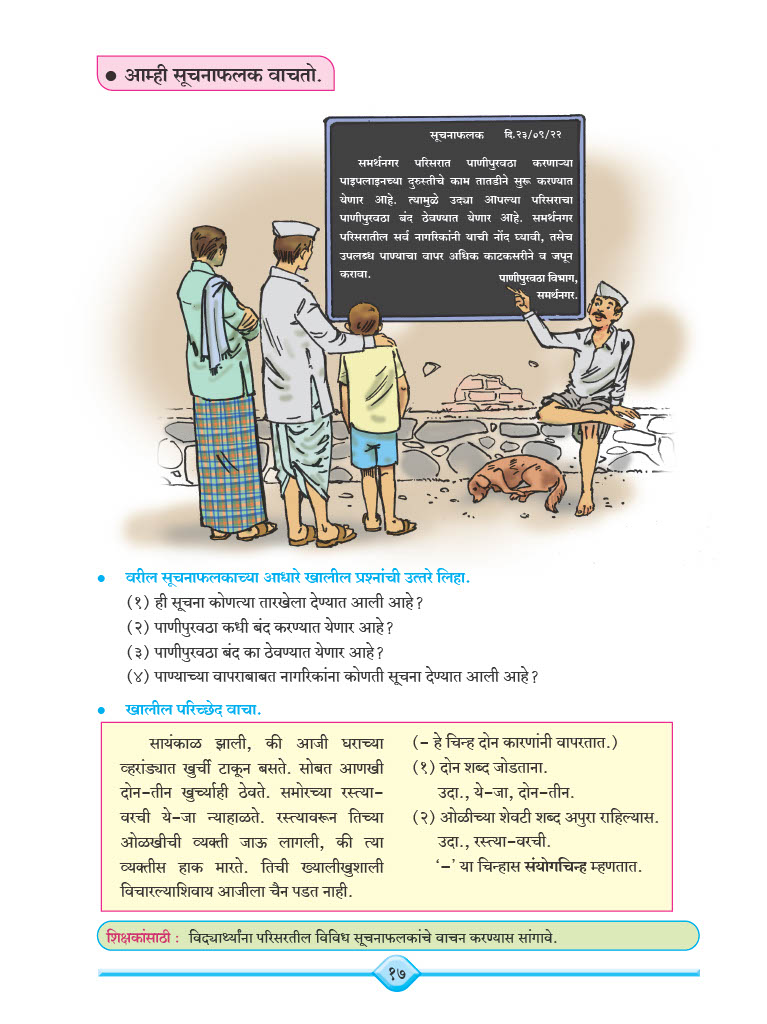 ● आम्ही सूचनाफलक वाचतो.
सूचनाफलक दि.२३/०९/२२
समर्थनगर परिसरात पाणीपुरवठा करणाऱ्या
पाइपलाइनच्या दुरुस्तीचे काम तातडीने सुरू करण्यात
येणार आहे. त्यामुळे उद्या आपल्या परिसराचा
पाणीपुरवठा बंद ठेवण्यात येणार आहे. समर्थनगर
परिसरातील सर्व नागरिकांनी याची नोंद घ्यावी, तसेच
उपलब्ध पाण्याचा वापर अधिक काटकसरीने व जपून
करावा.
पाणीपुरवठा विभाग,
समर्थनगर.
● वरील सूचनाफलकाच्या आधारे खालील प्रश्नांची उत्तरे लिहा.
(१) ही सूचना कोणत्या तारखेला देण्यात आली आहे?
(२) पाणीपुरवठा कधी बंद करण्यात येणार आहे?
(३) पाणीपुरवठा बंद का ठेवण्यात येणार आहे?
(४) पाण्याच्या वापराबाबत नागरिकांना कोणती सूचना देण्यात आली आहे?
● खालील परिच्छेद वाचा.
सायंकाळ झाली, की आजी घराच्या
व्हरांड्यात खुर्ची टाकून बसते. सोबत आणखी
दोन-तीन खुर्च्याही ठेवते. समोरच्या रस्त्या-
वरची ये-जा न्याहाळते. रस्त्यावरून तिच्या
ओळखीची व्यक्ती जाऊ लागली, की त्या
व्यक्तीस हाक मारते. तिची ख्यालीखुशाली
विचारल्याशिवाय आजीला चैन पडत नाही.
(- हे चिन्ह दोन कारणांनी वापरतात.)
(१) दोन शब्द जोडताना.
उदा., ये-जा, दोन-तीन.
(२) ओळीच्या शेवटी शब्द अपुरा राहिल्यास.
उदा., रस्त्या-वरची.
‘-’ या चिन्हास संयोगचिन्ह म्हणतात.
शिक्षकांसाठी : विद्यार्थ्यांना परिसरतील विविध सूचनाफलकांचे वाचन करण्यास सांगावे.
१७